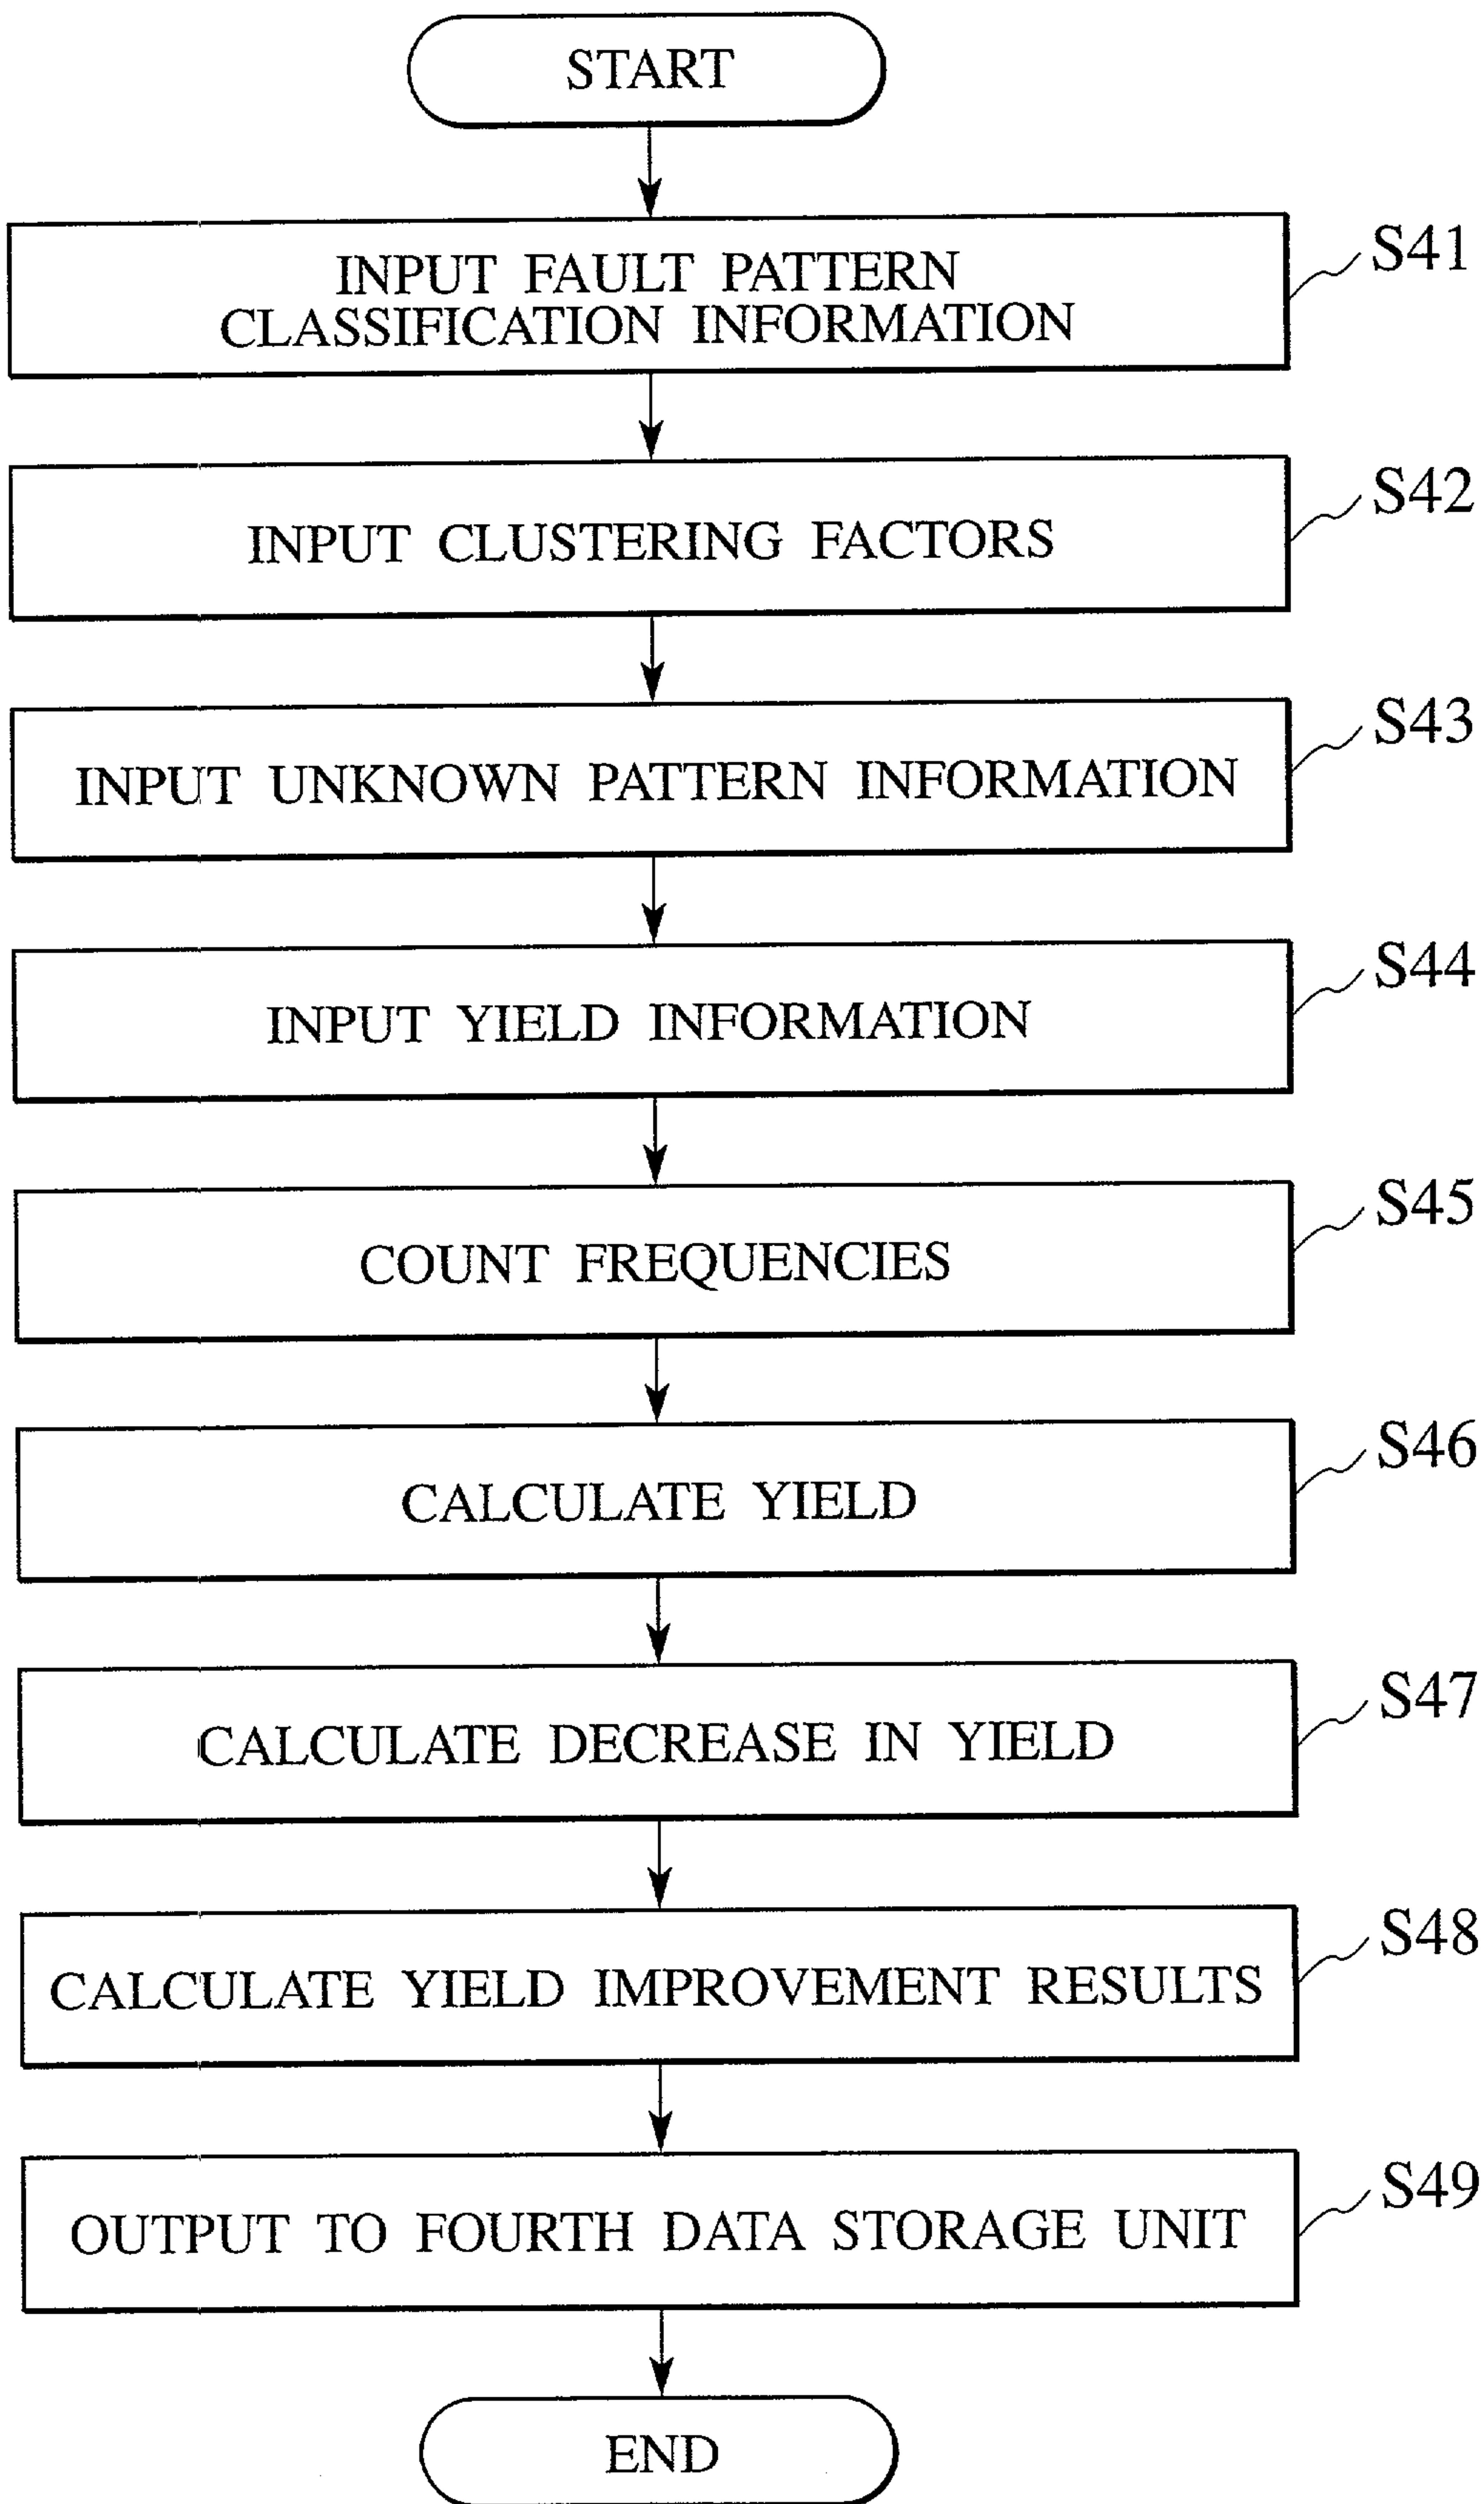 START
INPUT FAULT PATTERN
CLASSIFICATION INFORMATION
S41
INPUT CLUSTERING FACTORS
S42
INPUT UNKNOWN PATTERN INFORMATION
S43
INPUT YIELD INFORMATION
S44
COUNT FREQUENCIES
S45
CALCULATE YIELD
S46
CALCULATE DECREASE IN YIELD
S47
CALCULATE YIELD IMPROVEMENT RESULTS
S48
OUTPUT TO FOURTH DATA STORAGE UNIT
S49
END